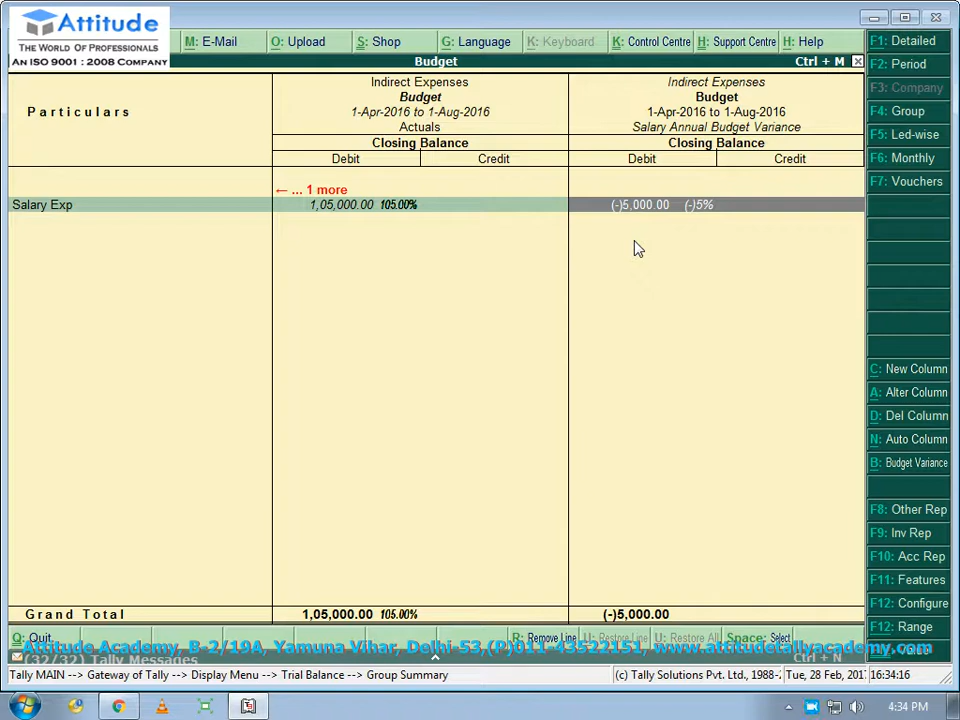 Attitude
THE WORLD OF PROFESSIONALS
AN ISO 9001 : 2008 COMPANY
M: E-Mail
O: Upload
S: Shop
G: Language
K: Keyboard
K: Control Centre
H: Support Centre
H: Help
Budget
Ctrl + M
Particulars
Indirect Expenses
Budget
1-Apr-2016 to 1-Aug-2016
Actuals
Closing Balance
Debit Credit
Indirect Expenses
Budget
1-Apr-2016 to 1-Aug-2016
Salary Annual Budget Variance
Closing Balance
Debit Credit
← ... 1 more
Salary Exp 1,05,000.00 105.00% (-)5,000.00 (-)5%
Grand Total 1,05,000.00 105.00% (-)5,000.00
F1: Detailed
F2: Period
F3: Company
F4: Group
F5: Led-wise
F6: Monthly
F7: Vouchers
C: New Column
A: Alter Column
D: Del Column
N: Auto Column
B: Budget Variance
F8: Other Rep
F9: Inv Rep
F10: Acc Rep
F11: Features
F12: Configure
F12: Range
Q: Quit
R: Remove Line
U: Restore Line
U: Restore All
Space: Select
Attitude Academy, B-2/19A, Yamuna Vihar, Delhi-53,(P)011-43522151, www.attitudetallyacademy.com
(32/32) Tally Messages
Ctrl + N
Tally MAIN --> Gateway of Tally --> Display Menu --> Trial Balance --> Group Summary
(c) Tally Solutions Pvt. Ltd., 1988-2
Tue, 28 Feb, 201
16:34:16
4:34 PM